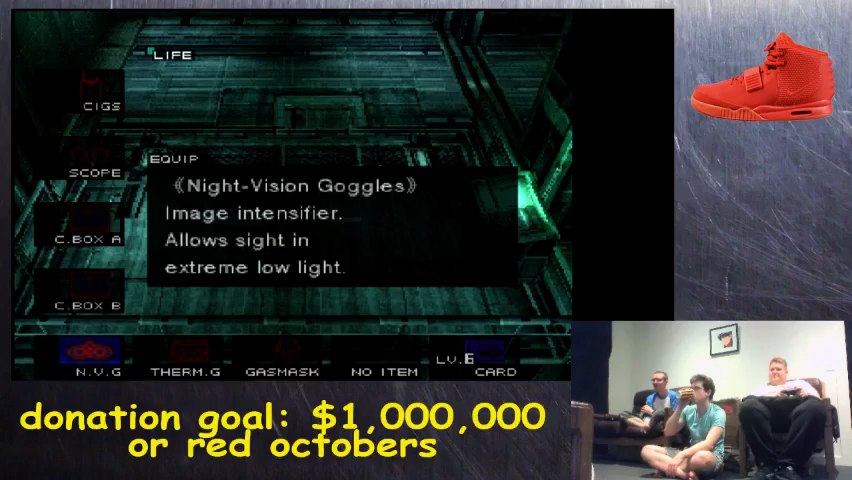 LIFE
CIGS
EQUIP
SCOPE
《Night-Vision Goggles》
Image intensifier.
Allows sight in
extreme low light.
C.BOX A
C.BOX B
N.V.G
THERM.G
GASMASK
NO ITEM
LV.6
CARD
donation goal: $1,000,000
or red octobers